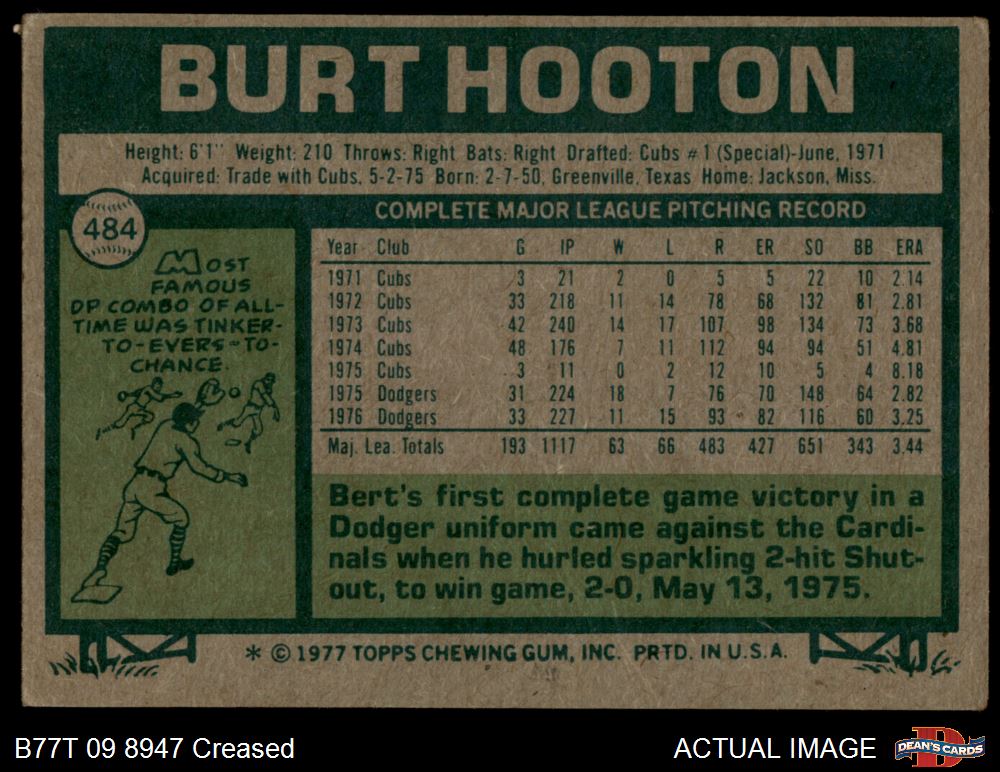 BURT HOOTON
Height: 6'1" Weight: 210 Throws: Right Bats: Right Drafted: Cubs #1 (Special)-June, 1971
Acquired: Trade with Cubs, 5-2-75 Born: 2-7-50, Greenville, Texas Home: Jackson, Miss.
484
MOST
FAMOUS
DP COMBO OF ALL-
TIME WAS TINKER-
TO-EVERS-TO-
CHANCE.
COMPLETE MAJOR LEAGUE PITCHING RECORD
Year Club G IP W L R ER SO BB ERA
1971 Cubs 3 21 2 0 5 5 22 10 2.14
1972 Cubs 33 218 11 14 78 68 132 81 2.81
1973 Cubs 42 240 14 17 107 98 134 73 3.68
1974 Cubs 48 176 7 11 112 94 94 51 4.81
1975 Cubs 3 11 0 2 12 10 5 4 8.18
1975 Dodgers 31 224 18 7 76 70 148 64 2.82
1976 Dodgers 33 227 11 15 93 82 116 60 3.25
Maj. Lea. Totals 193 1117 63 66 483 427 651 343 3.44
Bert's first complete game victory in a
Dodger uniform came against the Cardi-
nals when he hurled sparkling 2-hit Shut-
out, to win game, 2-0, May 13, 1975.
* © 1977 TOPPS CHEWING GUM, INC. PRTD. IN U.S.A.
B77T 09 8947 Creased
ACTUAL IMAGE
D
DEAN'S CARDS